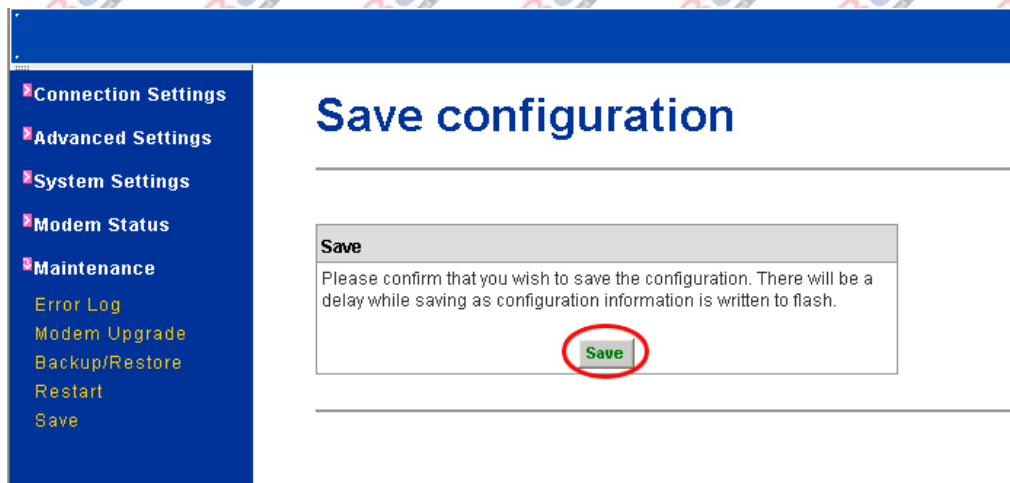 Connection Settings
Advanced Settings
System Settings
Modem Status
Maintenance
Error Log
Modem Upgrade
Backup/Restore
Restart
Save
Save configuration
Save
Please confirm that you wish to save the configuration. There will be a
delay while saving as configuration information is written to flash.
Save